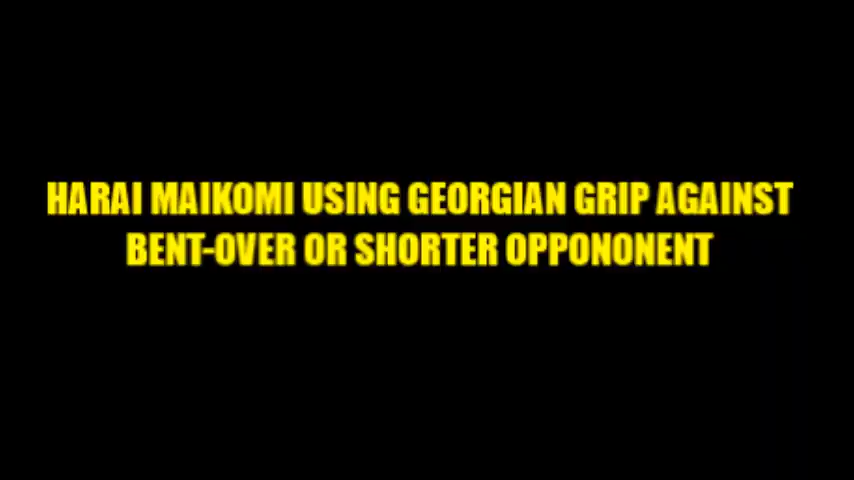 HARAI MAIKOMI USING GEORGIAN GRIP AGAINST
BENT-OVER OR SHORTER OPPONONENT